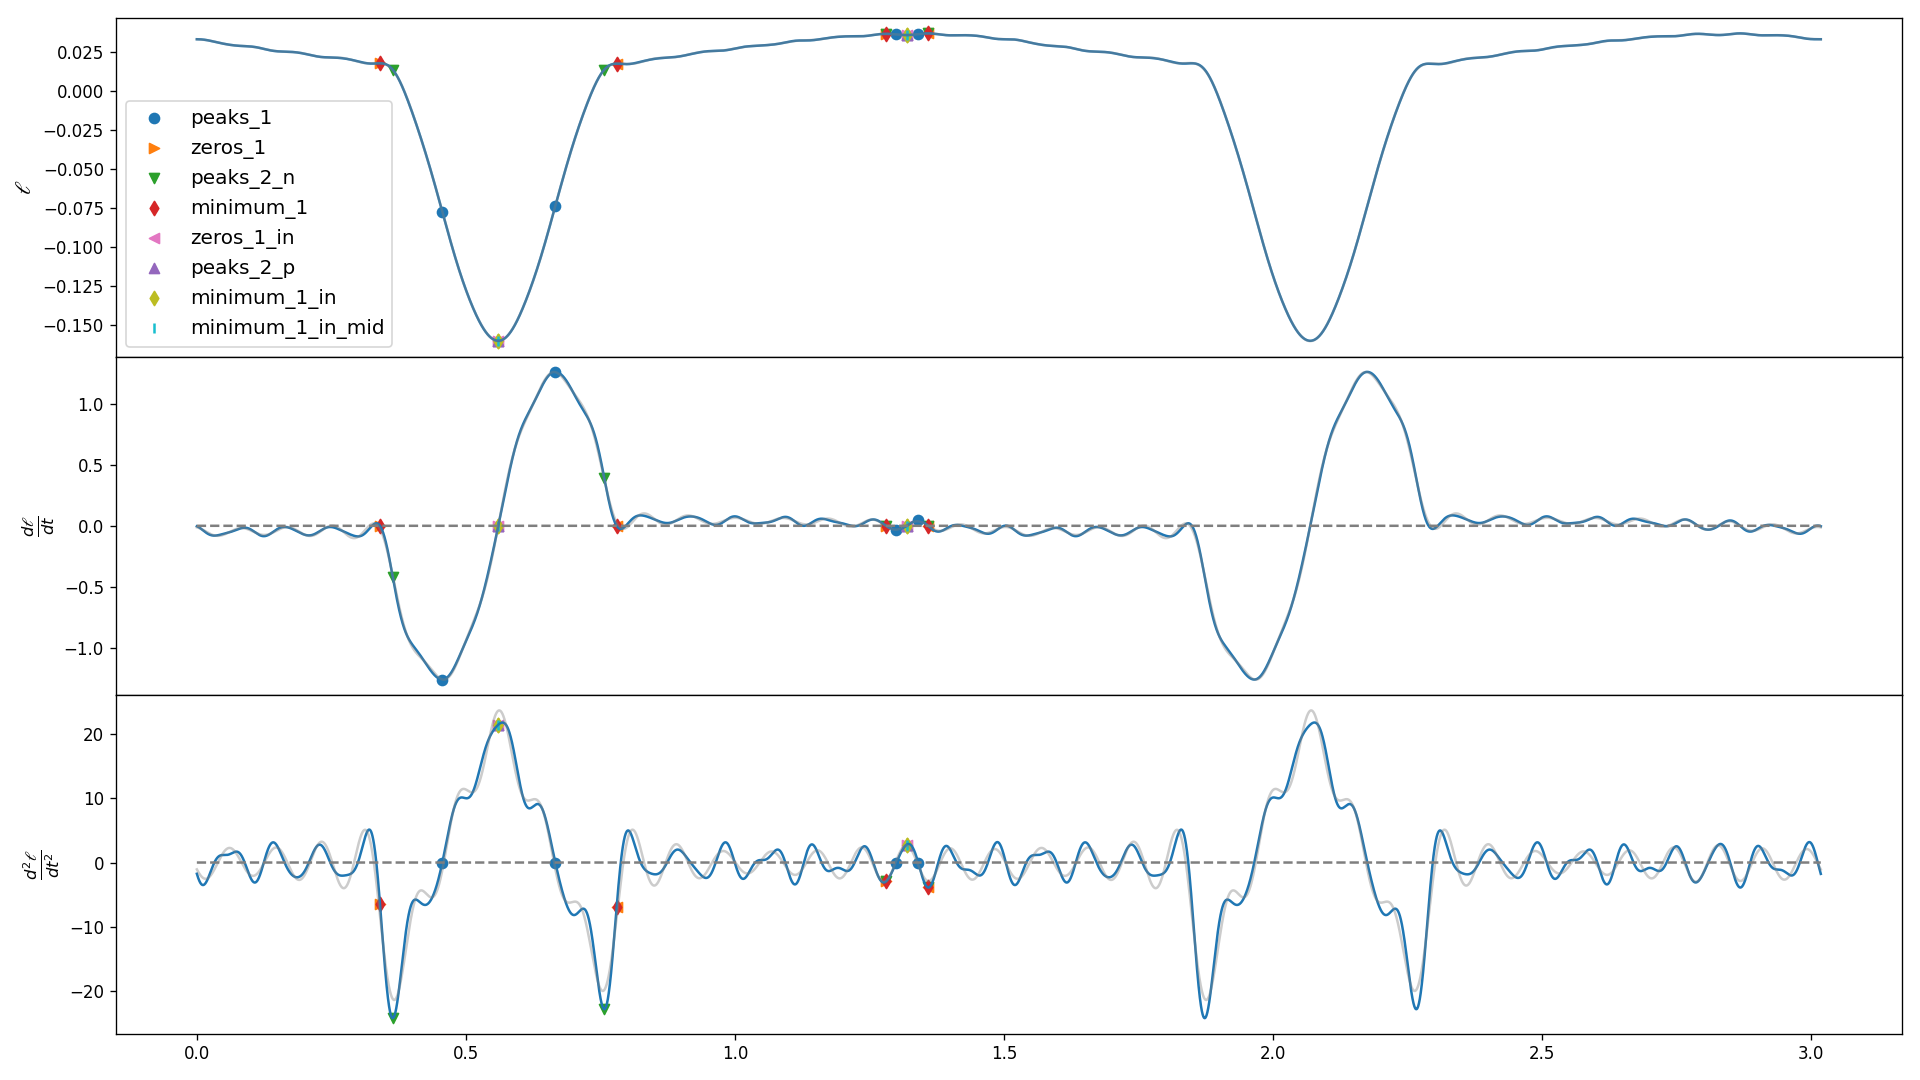 0.025
0.000
−0.025
−0.050
−0.075
−0.100
−0.125
−0.150
ℓ
peaks_1
zeros_1
peaks_2_n
minimum_1
zeros_1_in
peaks_2_p
minimum_1_in
minimum_1_in_mid
1.0
0.5
0.0
−0.5
−1.0
dℓ
dt
20
10
0
−10
−20
d²ℓ
dt²
0.0 0.5 1.0 1.5 2.0 2.5 3.0